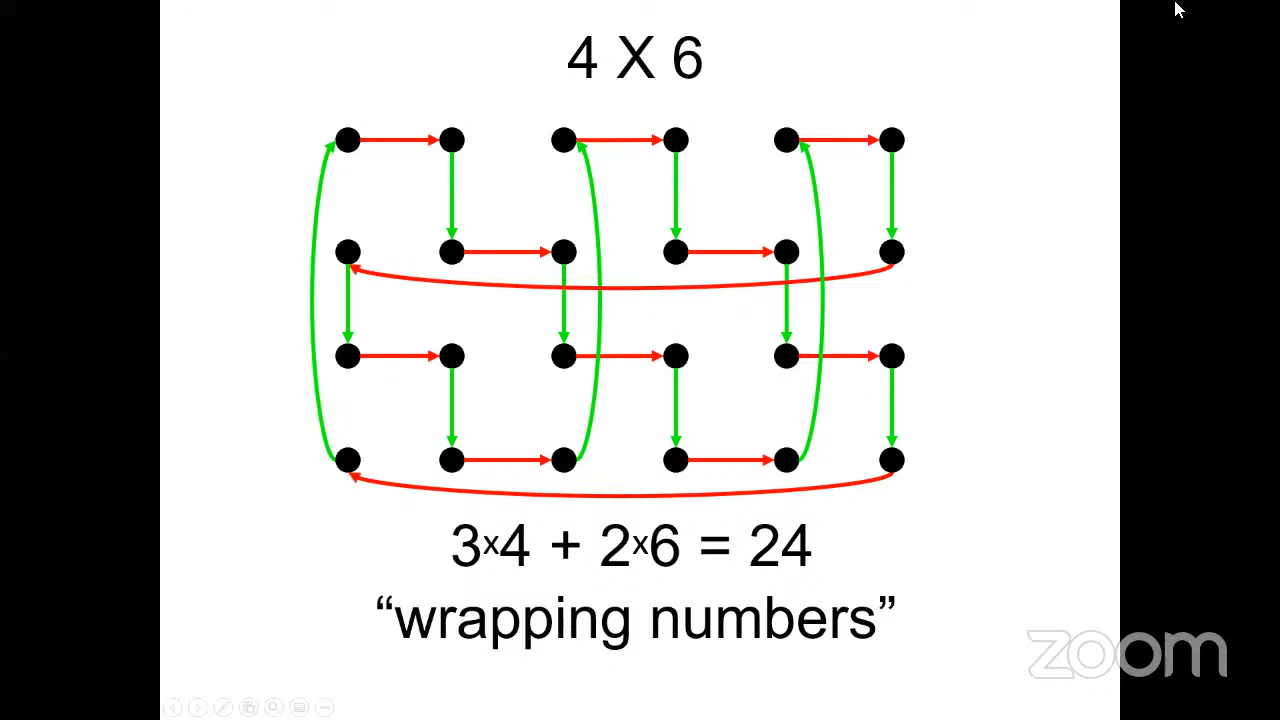 4 X 6
3x4 + 2x6 = 24
“wrapping numbers”
zoom